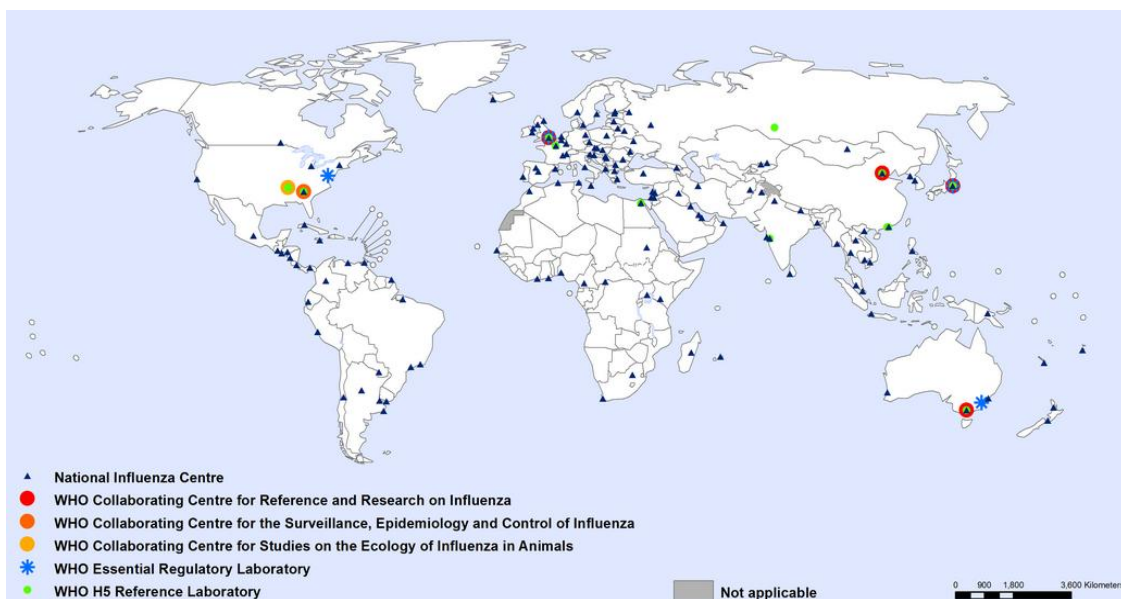 National Influenza Centre
WHO Collaborating Centre for Reference and Research on Influenza
WHO Collaborating Centre for the Surveillance, Epidemiology and Control of Influenza
WHO Collaborating Centre for Studies on the Ecology of Influenza in Animals
WHO Essential Regulatory Laboratory
WHO H5 Reference Laboratory
Not applicable
0 900 1,800 3,600 Kilometers